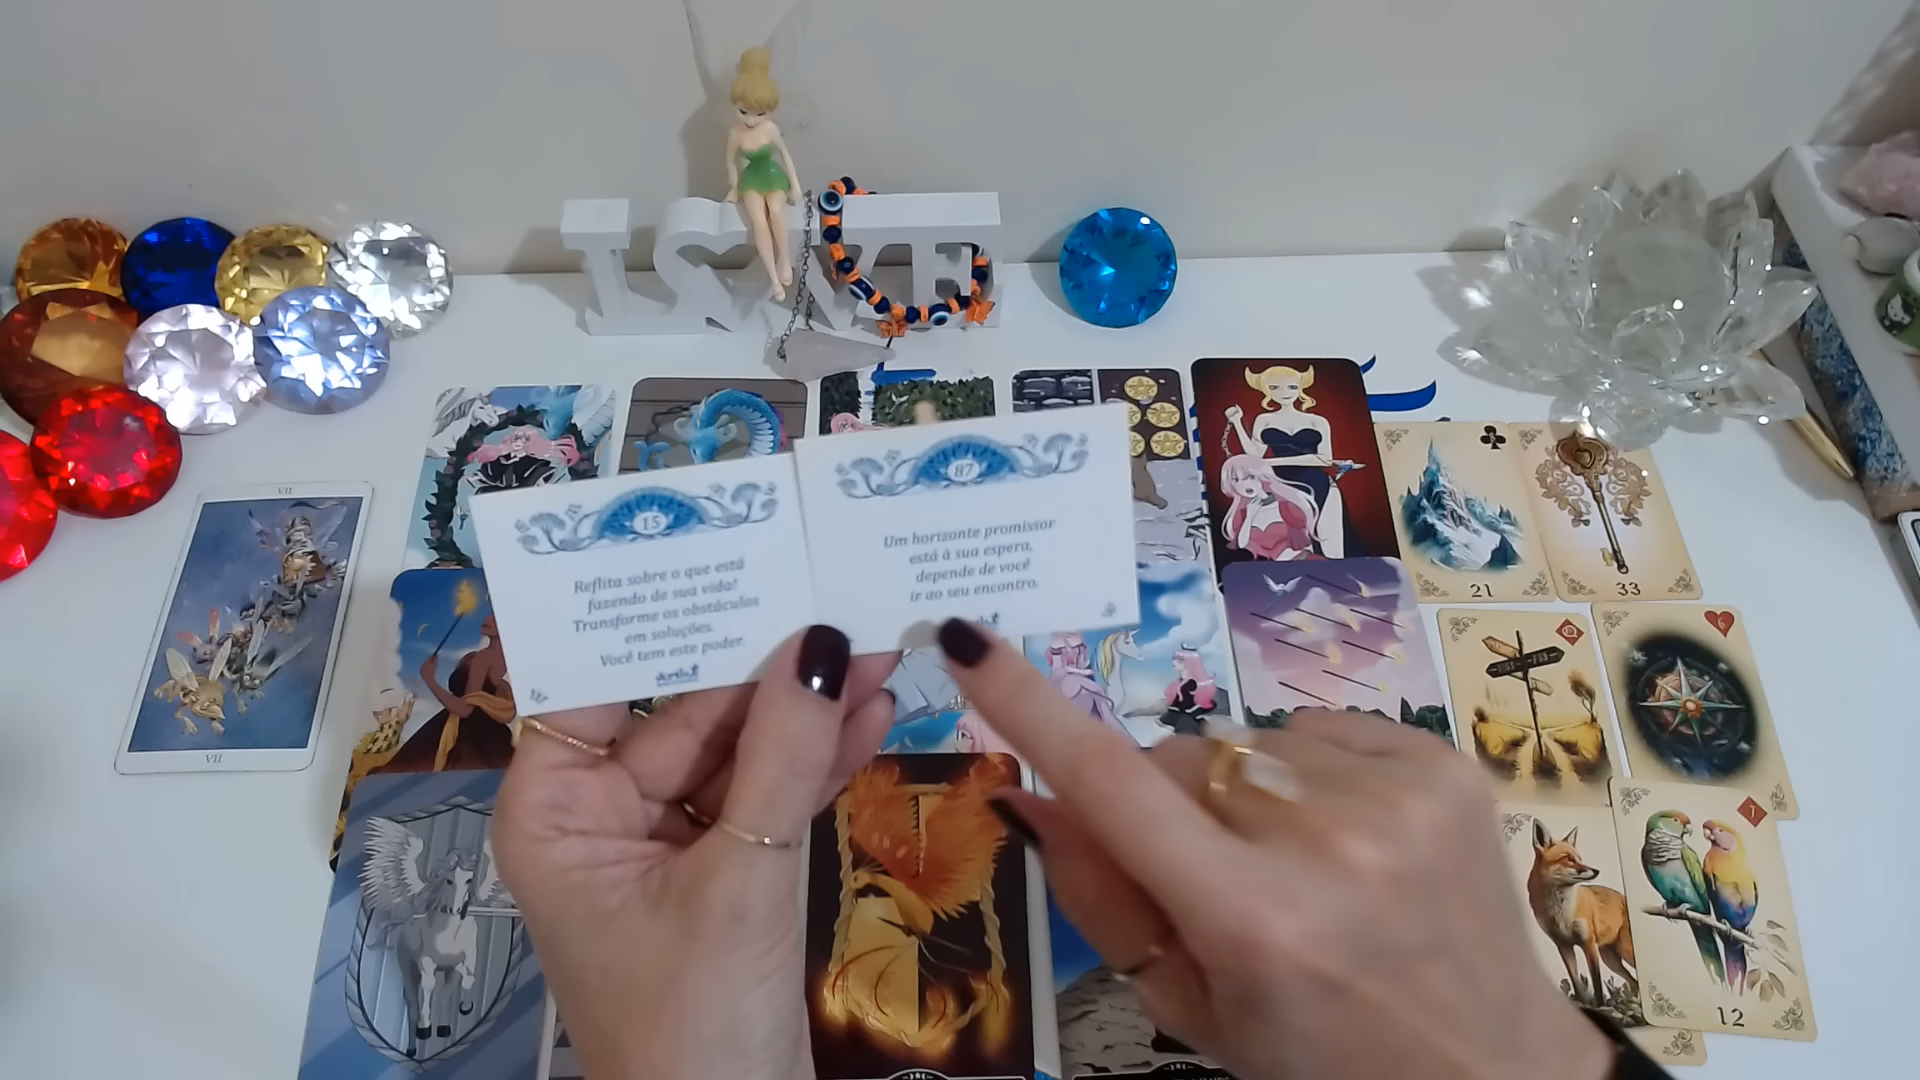 VII
VII
15
Reflita sobre o que está
fazendo de sua vida!
Transforme os obstáculos
em soluções.
Você tem este poder.
87
Um horizonte promissor
está à sua espera,
depende de você
ir ao seu encontro.
21
33
Q
6
12